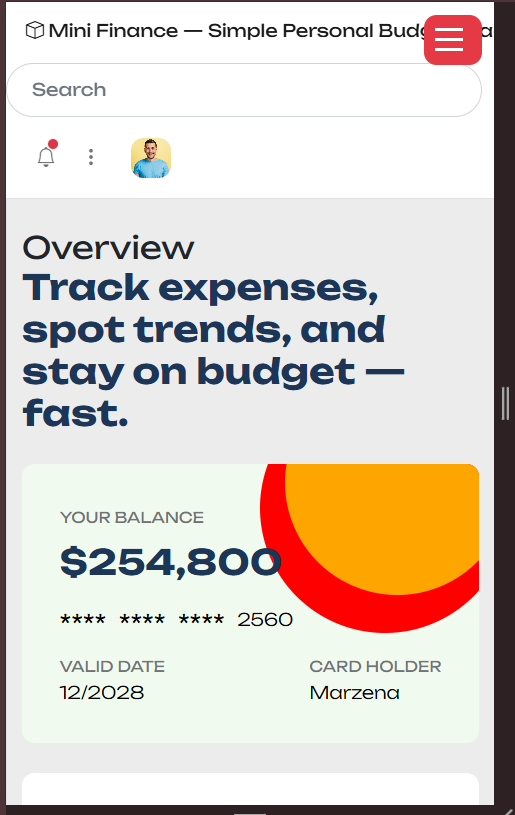 Mini Finance — Simple Personal Budg
Search
Overview
Track expenses,
spot trends, and
stay on budget —
fast.
YOUR BALANCE
$254,800
**** **** **** 2560
VALID DATE
CARD HOLDER
12/2028
Marzena